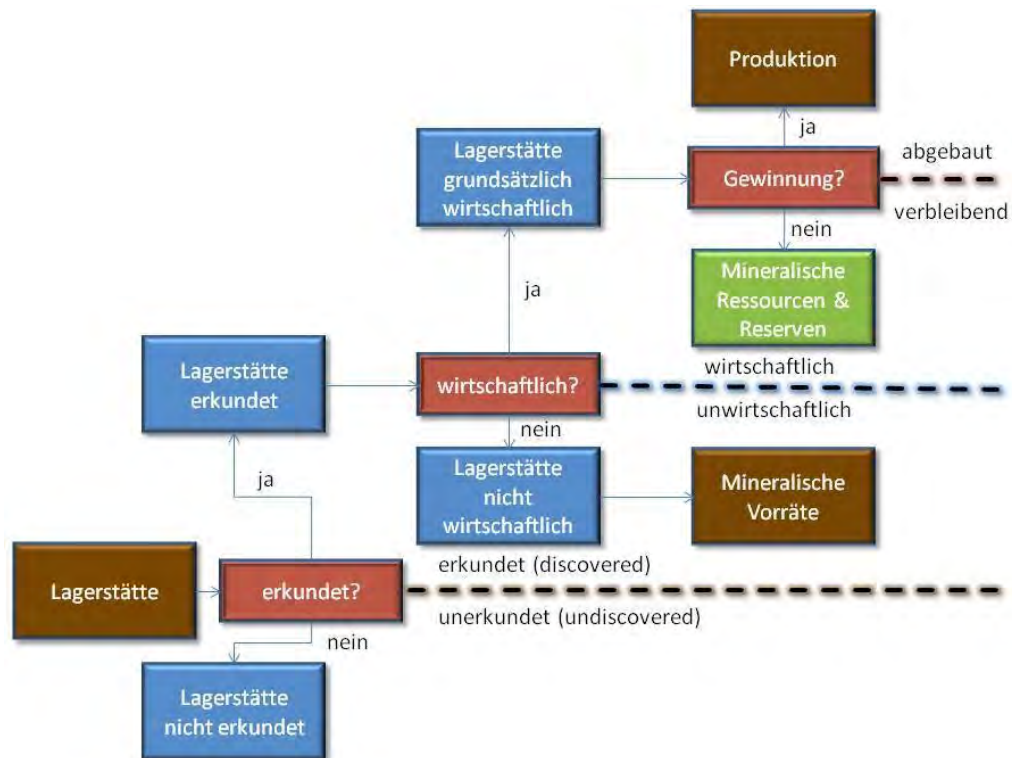 Produktion
ja
Lagerstätte
grundsätzlich
wirtschaftlich
Gewinnung?
abgebaut
verbleibend
nein
Mineralische
Ressourcen &
Reserven
ja
wirtschaftlich
Lagerstätte
erkundet
wirtschaftlich?
unwirtschaftlich
nein
Lagerstätte
nicht
wirtschaftlich
Mineralische
Vorräte
ja
erkundet (discovered)
Lagerstätte
erkundet?
unerkundet (undiscovered)
nein
Lagerstätte
nicht erkundet